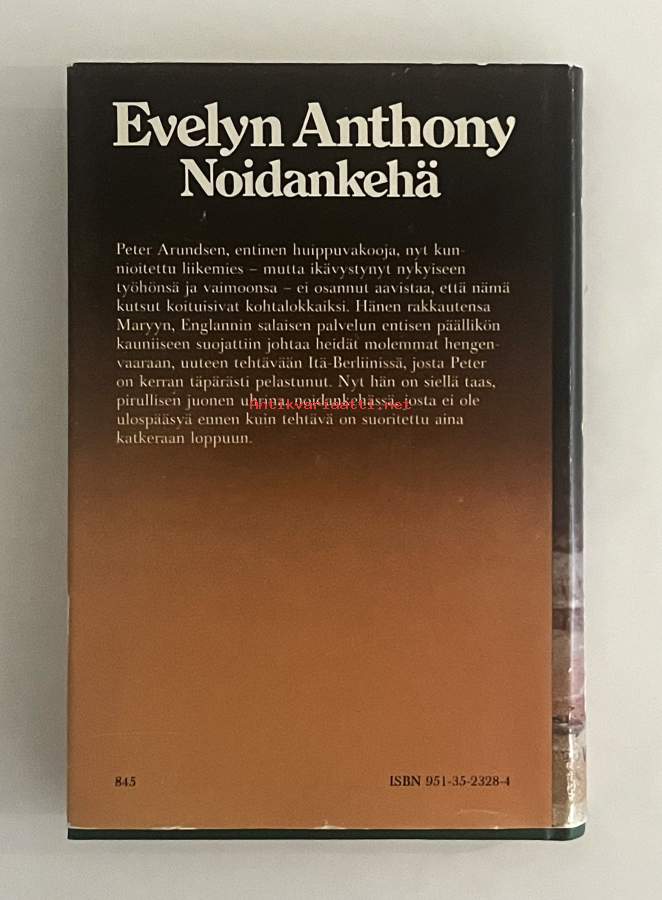 Evelyn Anthony
Noidankehä
Peter Arundsen, entinen huippuvakooja, nyt kun-
nioitettu liikemies – mutta ikävystynyt nykyiseen
työhönsä ja vaimoonsa – ei osannut aavistaa, että nämä
kutsut koituisivat kohtalokkaiksi. Hänen rakkautensa
Maryyn, Englannin salaisen palvelun entisen päällikön
kauniiseen suojattiin johtaa heidät molemmat hengen-
vaaraan, uuteen tehtävään Itä-Berliinissä, josta Peter
on kerran täpärästi pelastunut. Nyt hän on siellä taas,
pirullisen juonen uhrina noidankehässä, josta ei ole
Antikvariaatti.net
ulospääsyä ennen kuin tehtävä on suoritettu aina
katkeraan loppuun.
845
ISBN 951-35-2328-4